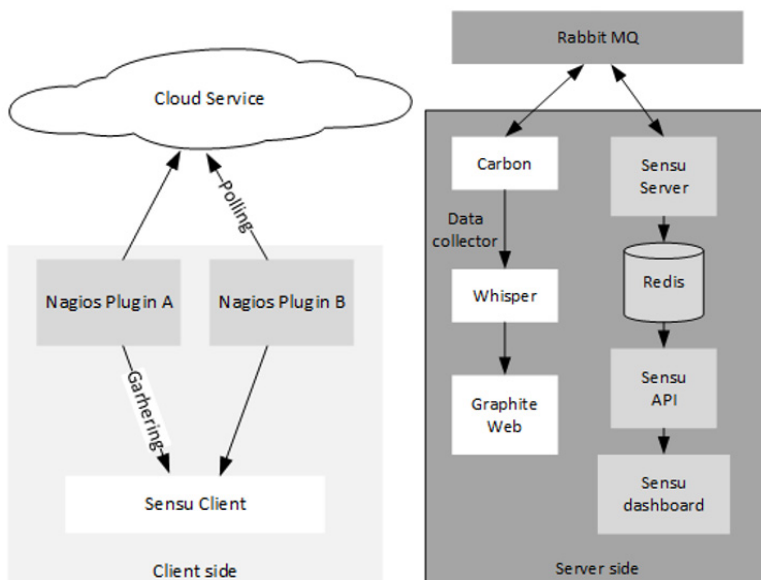 Cloud Service
Polling
Nagios Plugin A
Nagios Plugin B
Garhering
Sensu Client
Client side
Rabbit MQ
Carbon
Sensu
Server
Data
collector
Whisper
Redis
Graphite
Web
Sensu
API
Sensu
dashboard
Server side